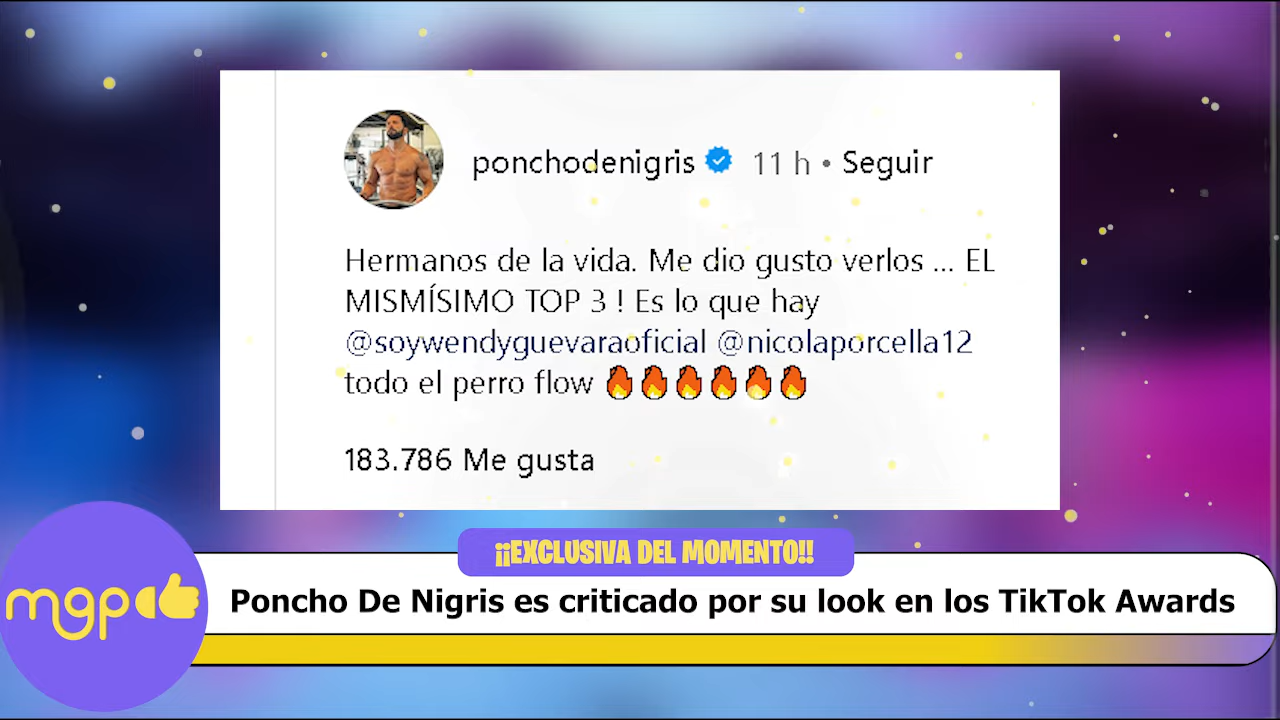 ponchodenigris 11 h • Seguir
Hermanos de la vida. Me dio gusto verlos ... EL
MISMÍSIMO TOP 3 ! Es lo que hay
@soywendyguevaraoficial @nicolaporcella12
todo el perro flow 🔥🔥🔥🔥🔥🔥
183.786 Me gusta
¡¡EXCLUSIVA DEL MOMENTO!!
mgp
Poncho De Nigris es criticado por su look en los TikTok Awards